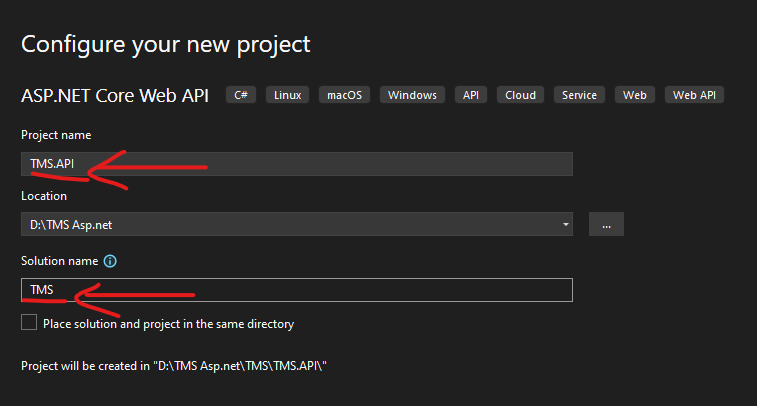 Configure your new project
ASP.NET Core Web API C# Linux macOS Windows API Cloud Service Web Web API
Project name
TMS.API
Location
D:\TMS Asp.net ...
Solution name
TMS
Place solution and project in the same directory
Project will be created in "D:\TMS Asp.net\TMS\TMS.API\"